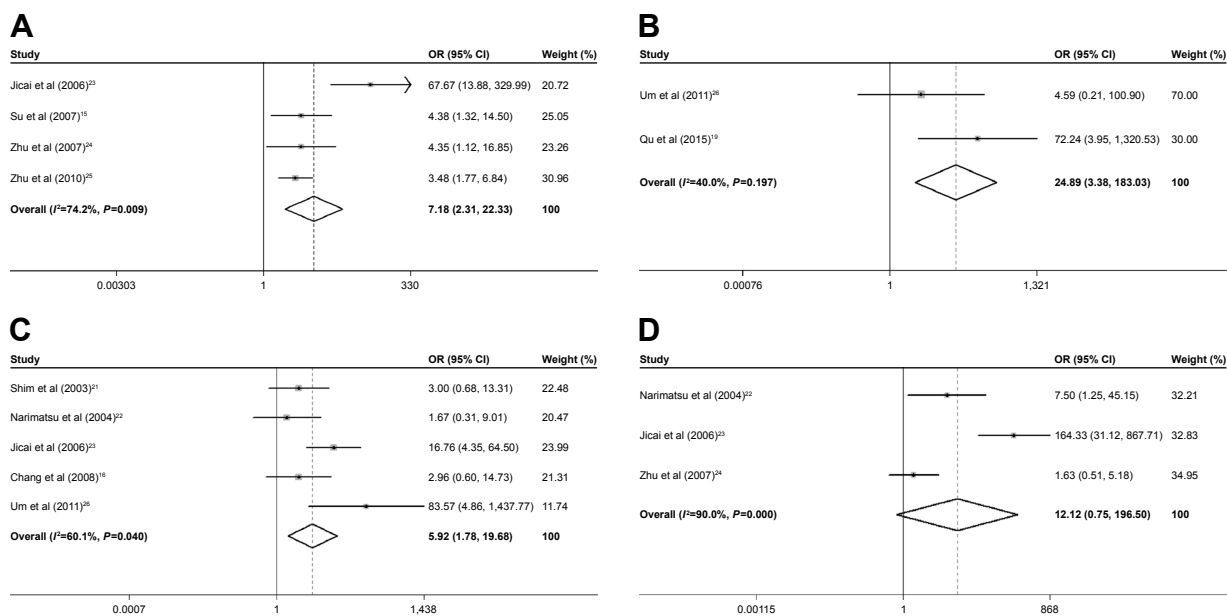 A
Study OR (95% CI) Weight (%)
Jicai et al (2006)²³ 67.67 (13.88, 329.99) 20.72
Su et al (2007)¹⁵ 4.38 (1.32, 14.50) 25.05
Zhu et al (2007)²⁴ 4.35 (1.12, 16.85) 23.26
Zhu et al (2010)²⁵ 3.48 (1.77, 6.84) 30.96
Overall (I²=74.2%, P=0.009) 7.18 (2.31, 22.33) 100
0.00303 1 330
B
Study OR (95% CI) Weight (%)
Um et al (2011)²⁶ 4.59 (0.21, 100.90) 70.00
Qu et al (2015)¹⁹ 72.24 (3.95, 1,320.53) 30.00
Overall (I²=40.0%, P=0.197) 24.89 (3.38, 183.03) 100
0.00076 1 1,321
C
Study OR (95% CI) Weight (%)
Shim et al (2003)²¹ 3.00 (0.68, 13.31) 22.48
Narimatsu et al (2004)²² 1.67 (0.31, 9.01) 20.47
Jicai et al (2006)²³ 16.76 (4.35, 64.50) 23.99
Chang et al (2008)¹⁶ 2.96 (0.60, 14.73) 21.31
Um et al (2011)²⁶ 83.57 (4.86, 1,437.77) 11.74
Overall (I²=60.1%, P=0.040) 5.92 (1.78, 19.68) 100
0.0007 1 1,438
D
Study OR (95% CI) Weight (%)
Narimatsu et al (2004)²² 7.50 (1.25, 45.15) 32.21
Jicai et al (2006)²³ 164.33 (31.12, 867.71) 32.83
Zhu et al (2007)²⁴ 1.63 (0.51, 5.18) 34.95
Overall (I²=90.0%, P=0.000) 12.12 (0.75, 196.50) 100
0.00115 1 868